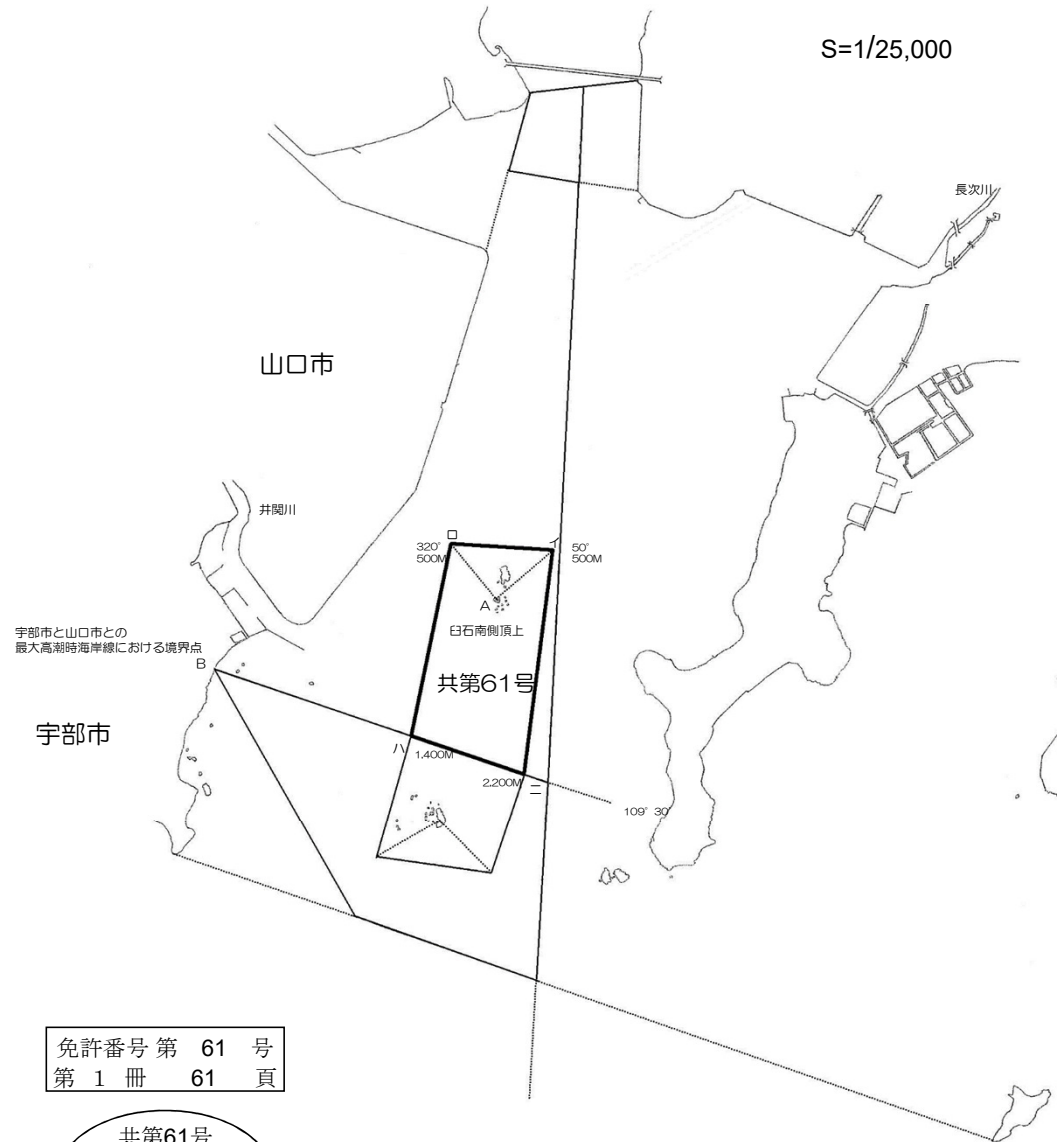 S=1/25,000
長次川
山口市
井関川
ロ
320°
500M
イ
50°
500M
A
臼石南側頂上
宇部市と山口市との
最大高潮時海岸線における境界点
B
共第61号
宇部市
ハ
1,400M
2,200M
ニ
109° 30
免許番号 第 61 号
第 1 冊 61 頁
共第61号